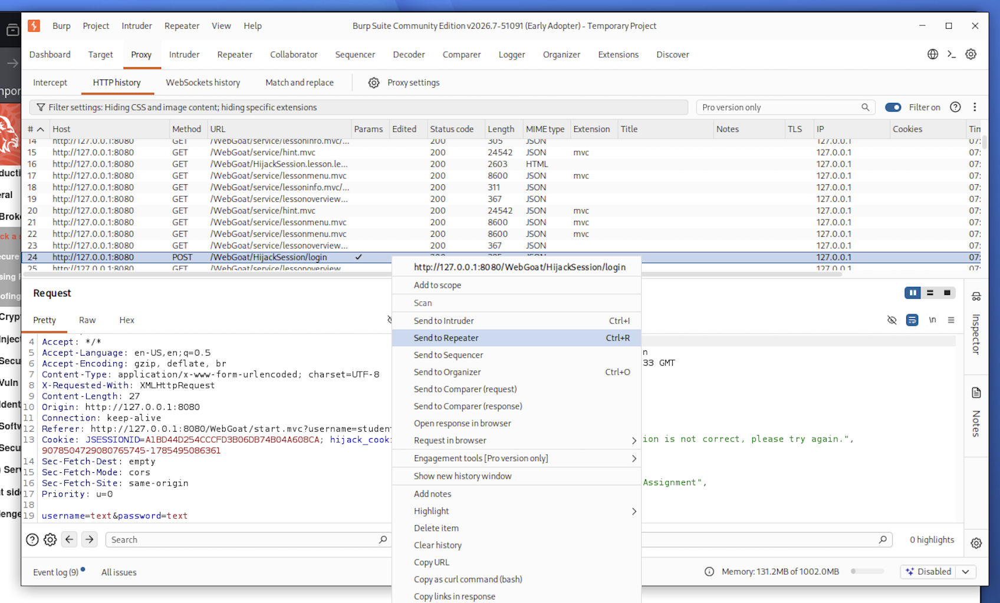 Burp Project Intruder Repeater View Help Burp Suite Community Edition v2026.7-51091 (Early Adopter) - Temporary Project
Dashboard Target Proxy Intruder Repeater Collaborator Sequencer Decoder Comparer Logger Organizer Extensions Discover
Intercept HTTP history WebSockets history Match and replace Proxy settings
Filter settings: Hiding CSS and image content; hiding specific extensions Pro version only Filter on
# Host Method URL Params Edited Status code Length MIME type Extension Title Notes TLS IP Cookies Tim
14 http://127.0.0.1:8080 GET /WebGoat/service/lessoninfo.mvc/... 200 305 JSON 127.0.0.1 07:
15 http://127.0.0.1:8080 GET /WebGoat/service/hint.mvc 200 24542 JSON mvc 127.0.0.1 07:
16 http://127.0.0.1:8080 GET /WebGoat/HijackSession.lesson.le... 200 2603 HTML 127.0.0.1 07:
17 http://127.0.0.1:8080 GET /WebGoat/service/lessonmenu.mvc 200 8600 JSON mvc 127.0.0.1 07:
18 http://127.0.0.1:8080 GET /WebGoat/service/lessoninfo.mvc/... 200 311 JSON 127.0.0.1 07:
19 http://127.0.0.1:8080 GET /WebGoat/service/lessonoverview... 200 367 JSON 127.0.0.1 07:
20 http://127.0.0.1:8080 GET /WebGoat/service/hint.mvc 200 24542 JSON mvc 127.0.0.1 07:
21 http://127.0.0.1:8080 GET /WebGoat/service/lessonmenu.mvc 200 8600 JSON mvc 127.0.0.1 07:
22 http://127.0.0.1:8080 GET /WebGoat/service/lessonmenu.mvc 200 8600 JSON mvc 127.0.0.1 07:
23 http://127.0.0.1:8080 GET /WebGoat/service/lessonoverview... 200 367 JSON 127.0.0.1 07:
24 http://127.0.0.1:8080 POST /WebGoat/HijackSession/login ✓ 127.0.0.1 07:
25 http://127.0.0.1:8080 GET /WebGoat/service/lessonoverview 127.0.0.1 07:
http://127.0.0.1:8080/WebGoat/HijackSession/login
Add to scope
Scan
Send to Intruder Ctrl+I
Send to Repeater Ctrl+R
Send to Sequencer
Send to Organizer Ctrl+O
Send to Comparer (request)
Send to Comparer (response)
Open response in browser
Request in browser
Engagement tools [Pro version only]
Show new history window
Add notes
Highlight
Delete item
Clear history
Copy URL
Copy as curl command (bash)
Copy links in response
Request
Pretty Raw Hex
4 Accept: */*
5 Accept-Language: en-US,en;q=0.5
6 Accept-Encoding: gzip, deflate, br
7 Content-Type: application/x-www-form-urlencoded; charset=UTF-8
8 X-Requested-With: XMLHttpRequest
9 Content-Length: 27
10 Origin: http://127.0.0.1:8080
11 Connection: keep-alive
12 Referer: http://127.0.0.1:8080/WebGoat/start.mvc?username=student
13 Cookie: JSESSIONID=A1BD44D254CCCFD3B06DB74B04A608CA; hijack_cooki
9078504729080765745-1785495086361
14 Sec-Fetch-Dest: empty
15 Sec-Fetch-Mode: cors
16 Sec-Fetch-Site: same-origin
17 Priority: u=0
18
19 username=text&password=text
\n
n
33 GMT
ion is not correct, please try again.",
Assignment",
Inspector
Notes
Search 0 highlights
Event log (9) All issues Memory: 131.2MB of 1002.0MB Disabled
npor
ducti
eral
Broke
ck a s
ecure
sing F
ofing
Cryp
Inject
Secu
Vuln
Ident
Softw
Secu
) Serv
t side
lenge